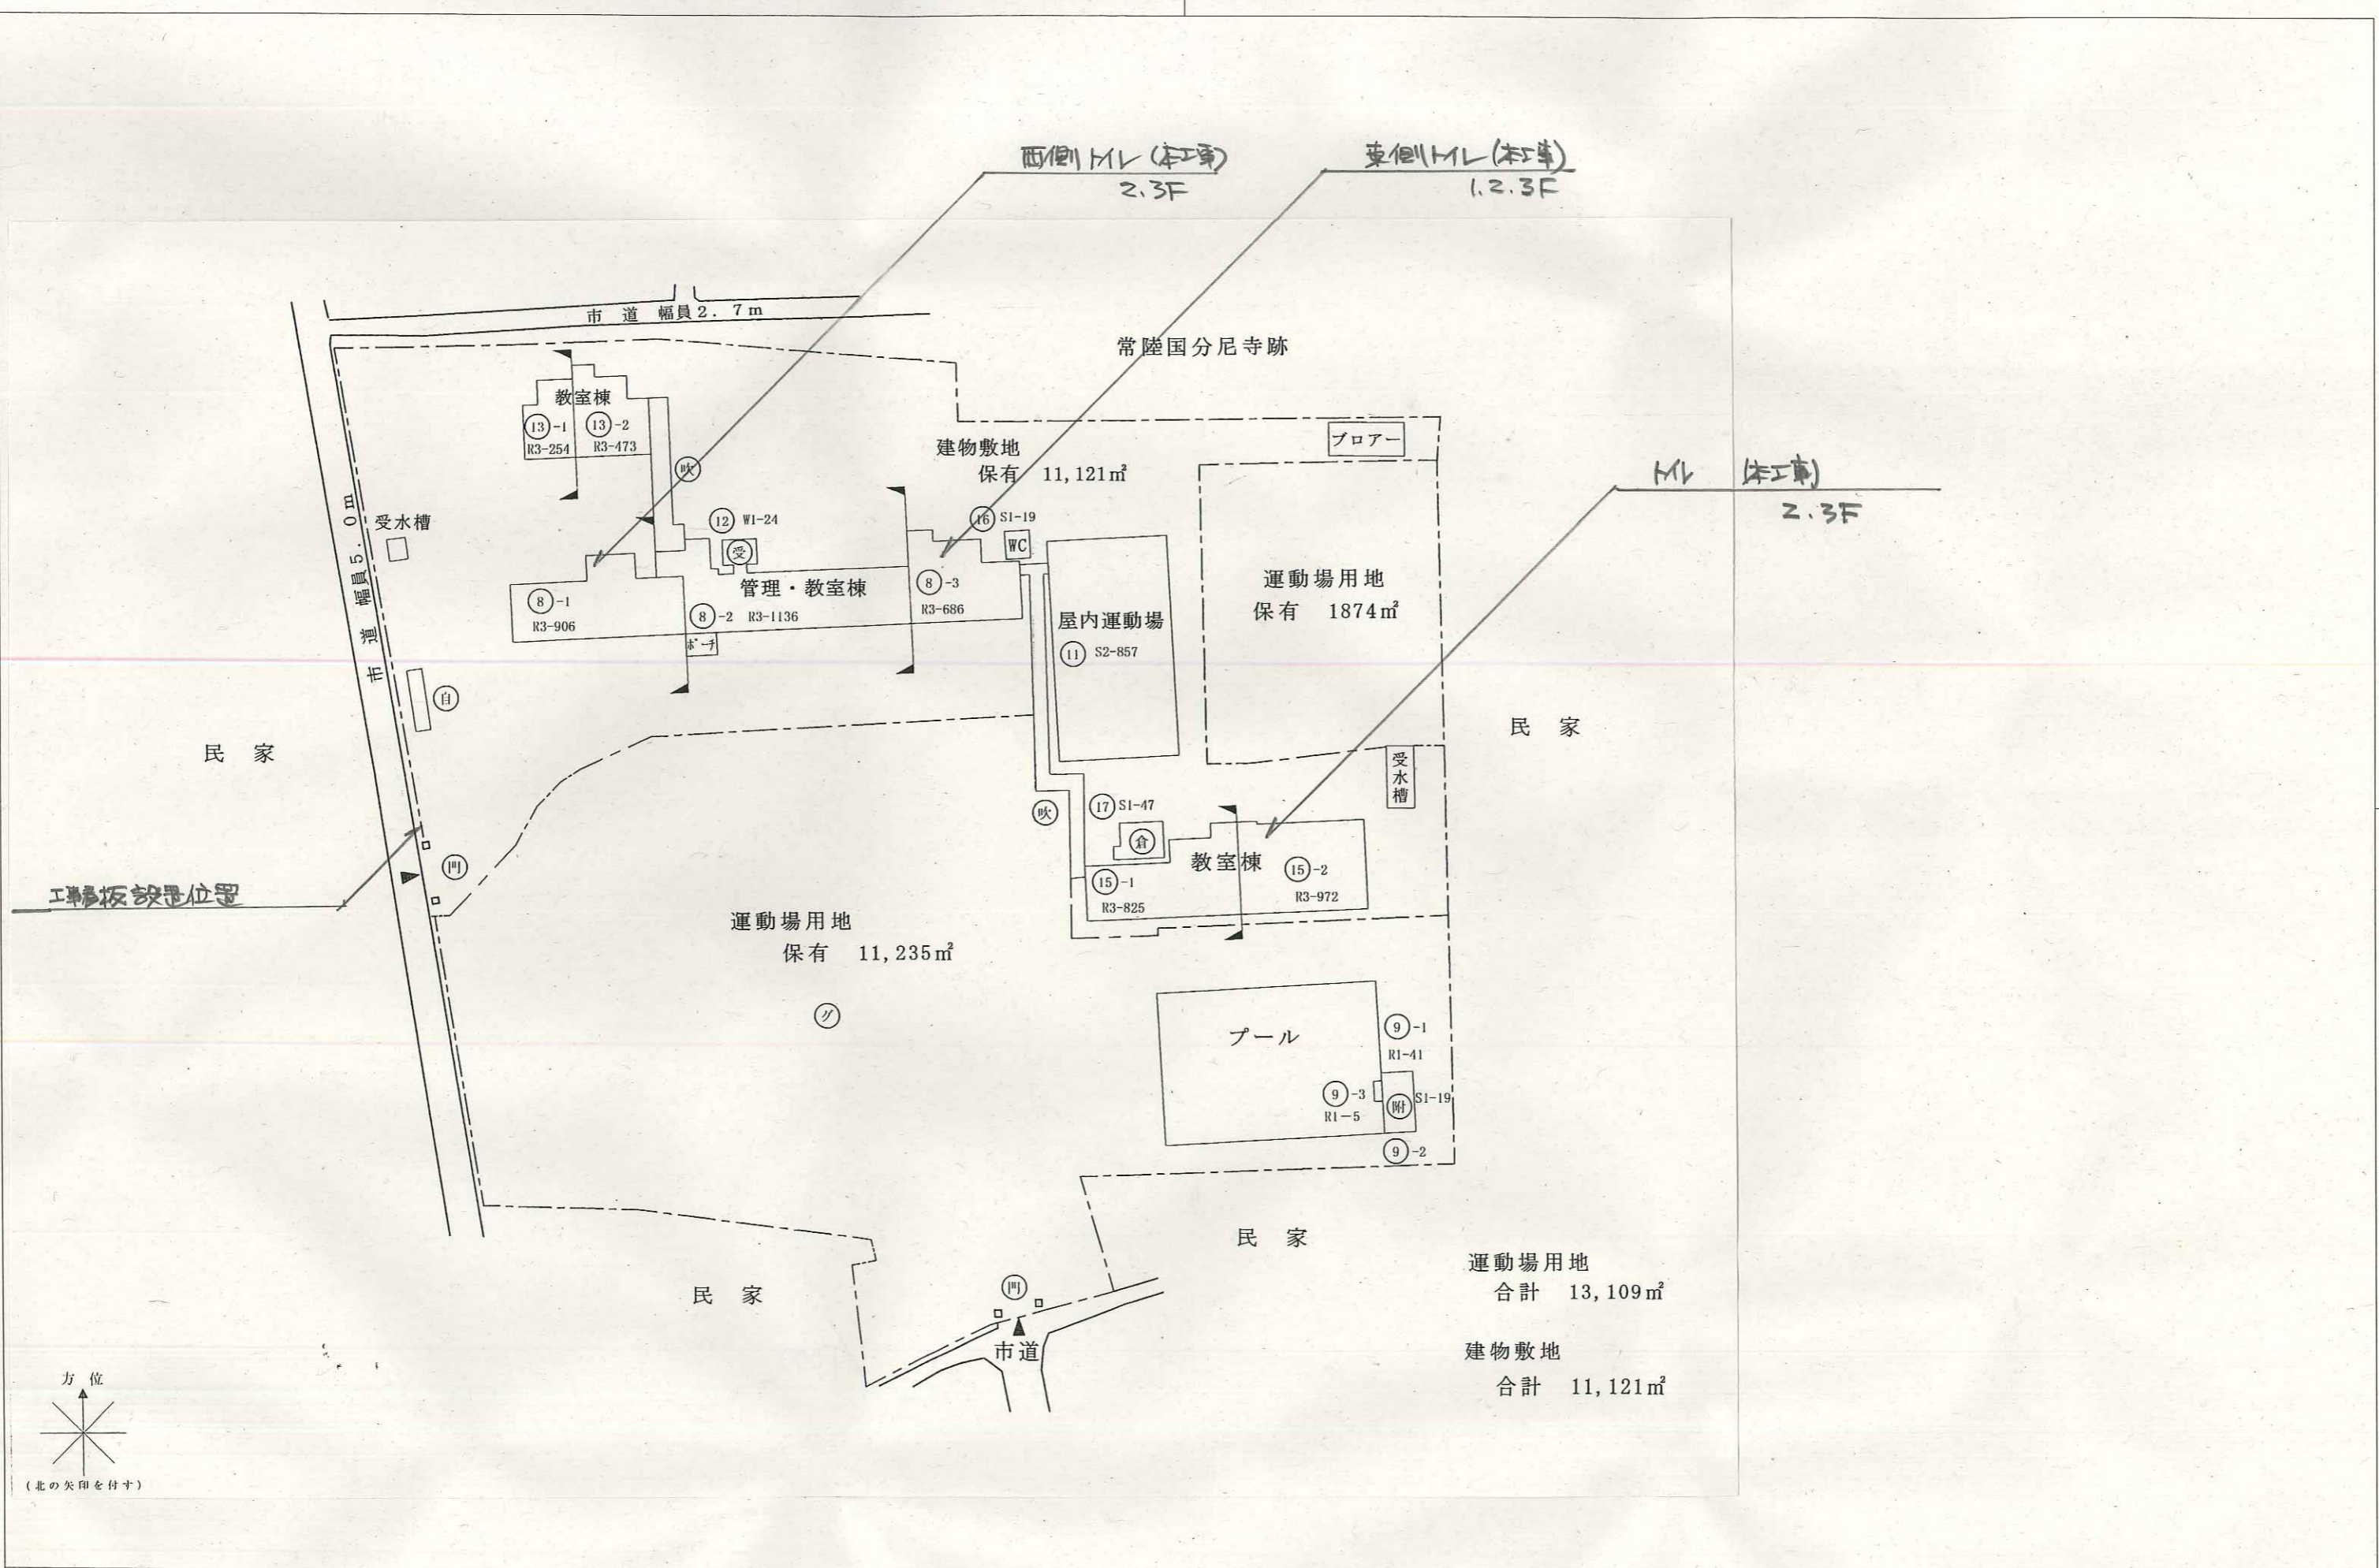 西側トイレ(本工事)
2.3F
東側トイレ(本工事)
1.2.3F
市道 幅員2.7m
常陸国分尼寺跡
教室棟
⑬-1
R3-254
⑬-2
R3-473
吹
建物敷地
保有 11,121㎡
ブロアー
トイレ (本工事)
2.3F
市道 幅員5.0m
受水槽
⑫ W1-24
受
⑯ S1-19
WC
管理・教室棟
⑧-1
R3-906
⑧-2 R3-1136
ポーチ
⑧-3
R3-686
屋内運動場
⑪ S2-857
運動場用地
保有 1874㎡
自
民家
民家
受水槽
吹
⑰ S1-47
倉
教室棟
⑮-1
R3-825
⑮-2
R3-972
門
工事看板設置位置
運動場用地
保有 11,235㎡
グ
プール
⑨-1
R1-41
⑨-3
R1-5
附
S1-19
⑨-2
民家
民家
門
市道
運動場用地
合計 13,109㎡
建物敷地
合計 11,121㎡
方位
(北の矢印を付す)